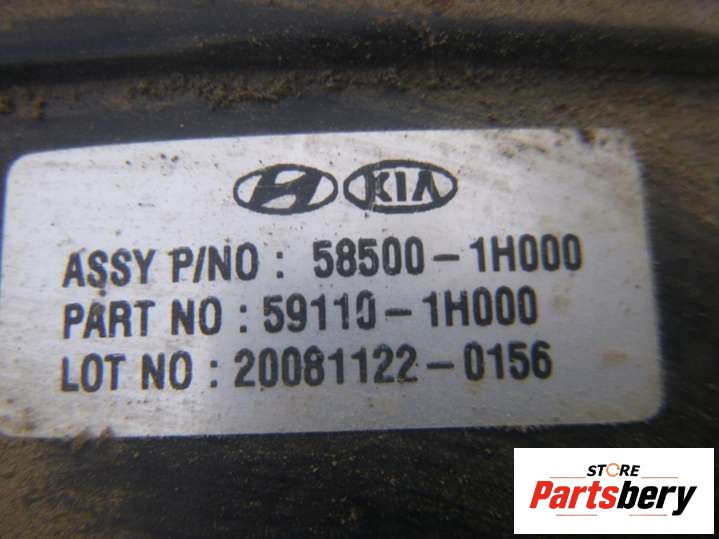 KIA
ASSY P/NO : 58500-1H000
PART NO : 59110-1H000
LOT NO : 20081122-0156
STORE
Partsbery